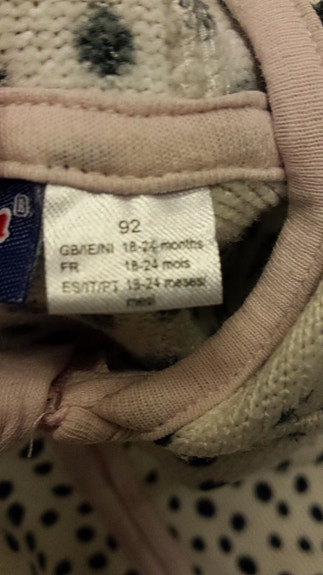 92
GB/IE/NI 18-24 months
FR 18-24 mois
ES/IT/PT 18-24 meses/
mesi